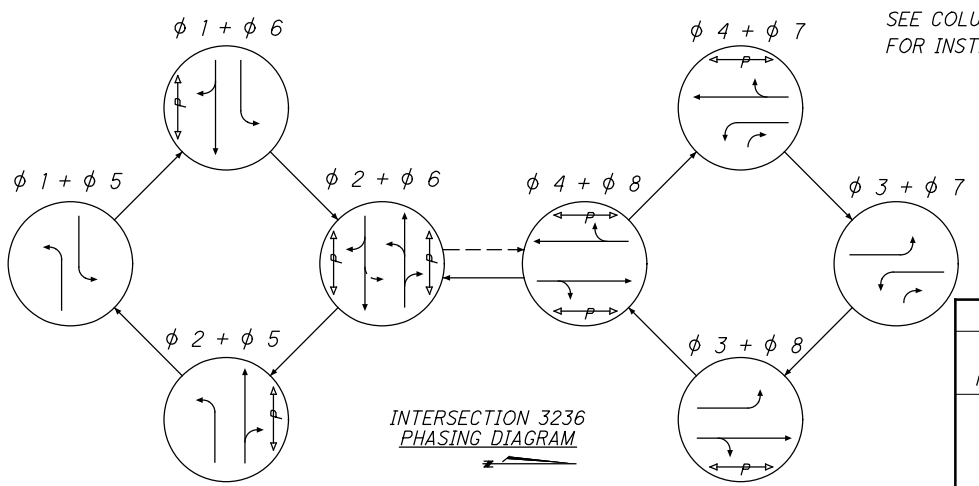 SEE COLU
FOR INST
φ 1 + φ 6
φ 4 + φ 7
P
P
φ 1 + φ 5
φ 2 + φ 6
φ 4 + φ 8
φ 3 + φ 7
P
P
P
P
φ 2 + φ 5
φ 3 + φ 8
P
P
INTERSECTION 3236
PHASING DIAGRAM
N